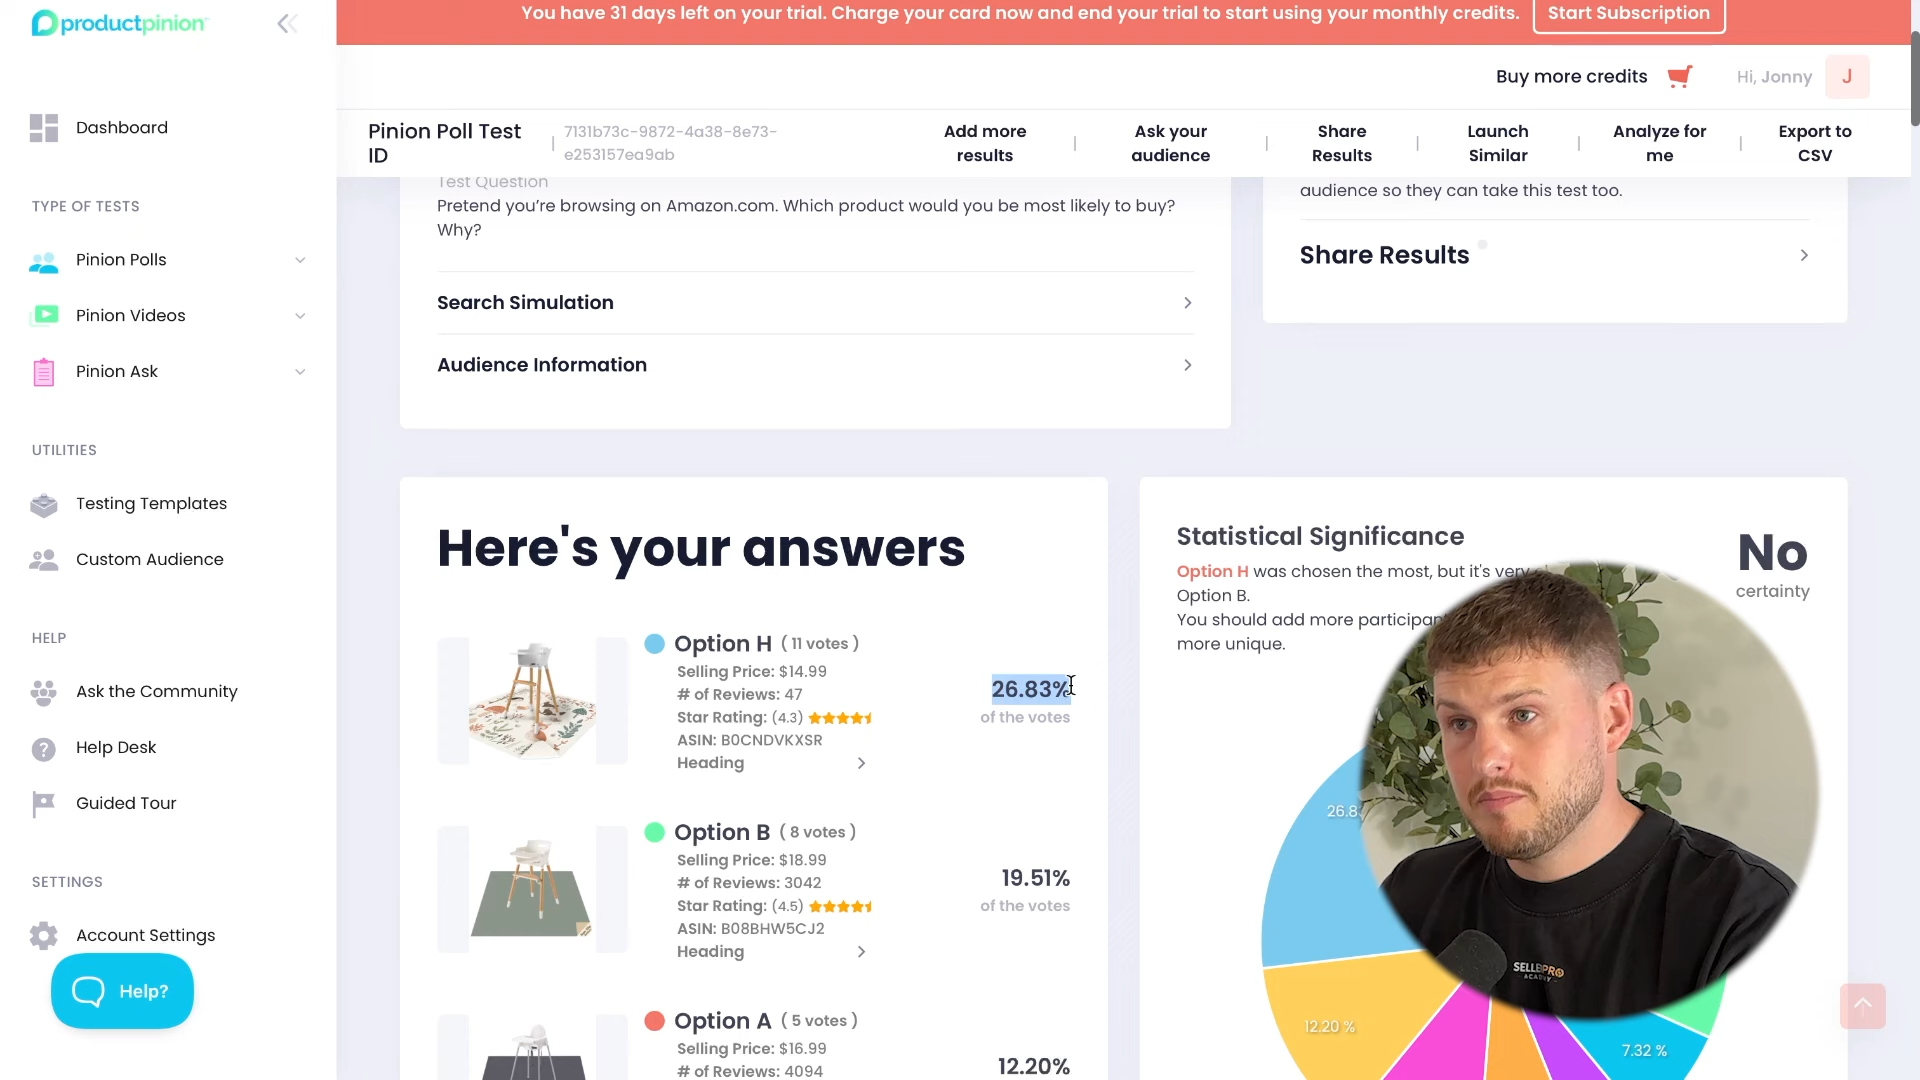 productpinion
You have 31 days left on your trial. Charge your card now and end your trial to start using your monthly credits.
Start Subscription
Buy more credits
Hi, Jonny
J
Dashboard
TYPE OF TESTS
Pinion Polls
Pinion Videos
Pinion Ask
UTILITIES
Testing Templates
Custom Audience
HELP
Ask the Community
Help Desk
Guided Tour
SETTINGS
Account Settings
Help?
Pinion Poll Test
ID
7131b73c-9872-4a38-8e73-
e253157ea9ab
Add more
results
Ask your
audience
Share
Results
Launch
Similar
Analyze for
me
Export to
CSV
Test Question
Pretend you’re browsing on Amazon.com. Which product would you be most likely to buy?
Why?
Search Simulation
Audience Information
audience so they can take this test too.
Share Results
Here's your answers
Option H ( 11 votes )
Selling Price: $14.99
# of Reviews: 47
Star Rating: (4.3)
ASIN: B0CNDVKXSR
Heading
26.83%
of the votes
Option B ( 8 votes )
Selling Price: $18.99
# of Reviews: 3042
Star Rating: (4.5)
ASIN: B08BHW5CJ2
Heading
19.51%
of the votes
Option A ( 5 votes )
Selling Price: $16.99
# of Reviews: 4094
12.20%
Statistical Significance
No
certainty
Option H was chosen the most, but it's very
Option B.
You should add more
more unique.
26.8
12.20 %
7.32 %
SELLERPRO
ACADEMY